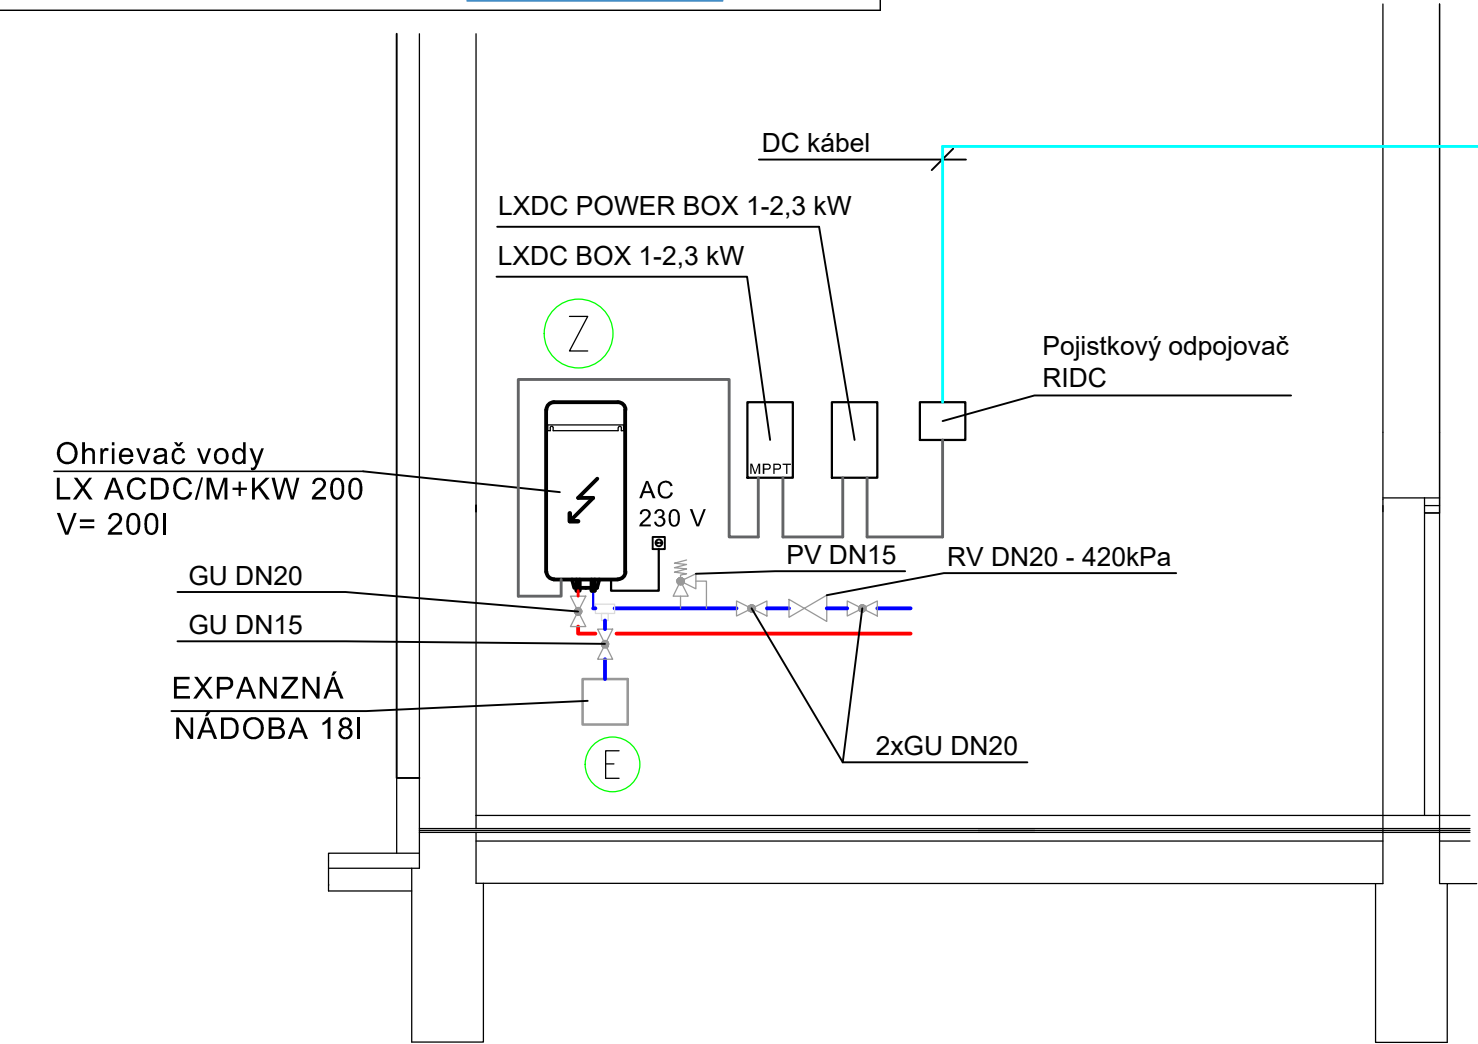 DC kábel
LXDC POWER BOX 1-2,3 kW
LXDC BOX 1-2,3 kW
Z
Pojistkový odpojovač
RIDC
MPPT
Ohrievač vody
LX ACDC/M+KW 200
V= 200l
AC
230 V
PV DN15
RV DN20 - 420kPa
GU DN20
GU DN15
EXPANZNÁ
NÁDOBA 18l
2xGU DN20
E